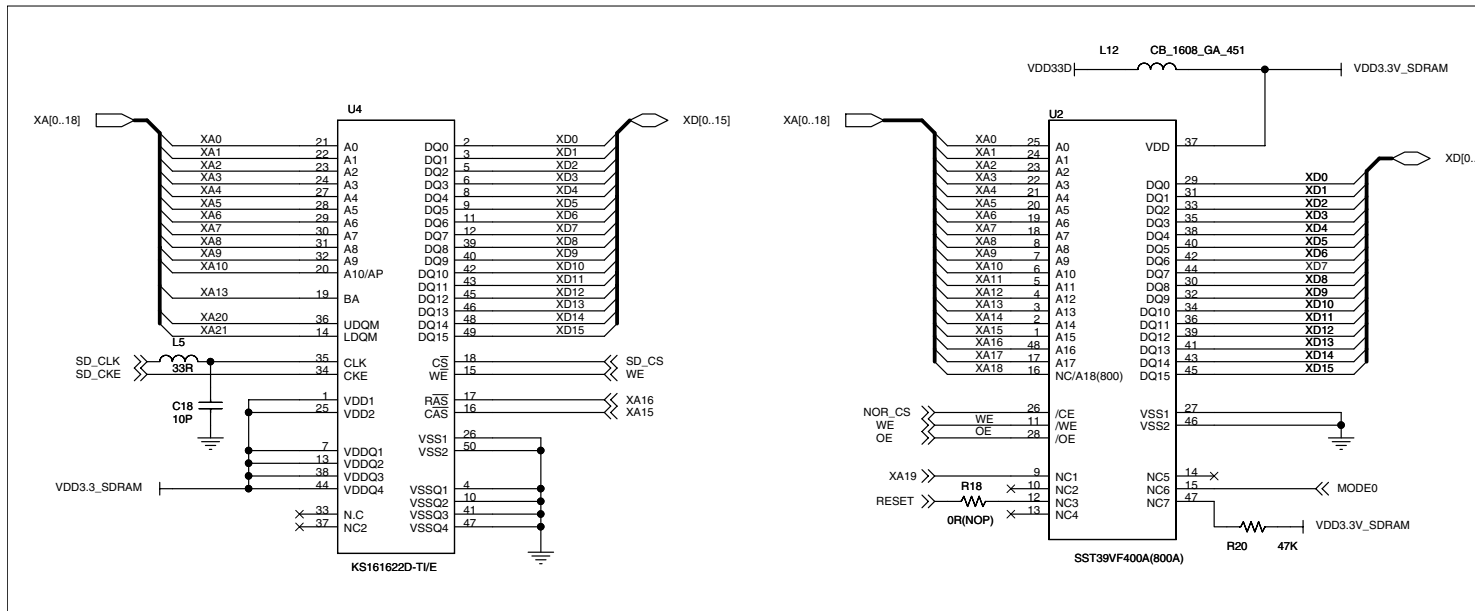 L12 CB_1608_GA_451
VDD33D VDD3.3V_SDRAM
U4
XA[0..18] XD[0..15]
XA0 21 A0 DQ0 2 XD0
XA1 22 A1 DQ1 3 XD1
XA2 23 A2 DQ2 5 XD2
XA3 24 A3 DQ3 6 XD3
XA4 27 A4 DQ4 8 XD4
XA5 28 A5 DQ5 9 XD5
XA6 29 A6 DQ6 11 XD6
XA7 30 A7 DQ7 12 XD7
XA8 31 A8 DQ8 39 XD8
XA9 32 A9 DQ9 40 XD9
XA10 20 A10/AP DQ10 42 XD10
DQ11 43 XD11
XA13 19 BA DQ12 45 XD12
DQ13 46 XD13
XA20 36 UDQM DQ14 48 XD14
XA21 14 LDQM DQ15 49 XD15
L5
SD_CLK 35 CLK CS 18 SD_CS
SD_CKE 33R 34 CKE WE 15 WE
C18
10P
1 VDD1 RAS 17 XA16
25 VDD2 CAS 16 XA15
VSS1 26
7 VDDQ1 VSS2 50
13 VDDQ2
38 VDDQ3
VDD3.3_SDRAM 44 VDDQ4 VSSQ1 4
VSSQ2 10
33 N.C VSSQ3 41
37 NC2 VSSQ4 47
KS161622D-TI/E
U2
XA[0..18] XD[0..
XA0 25 A0 VDD 37
XA1 24 A1
XA2 23 A2
XA3 22 A3 DQ0 29 XD0
XA4 21 A4 DQ1 31 XD1
XA5 20 A5 DQ2 33 XD2
XA6 19 A6 DQ3 35 XD3
XA7 18 A7 DQ4 38 XD4
XA8 8 A8 DQ5 40 XD5
XA9 7 A9 DQ6 42 XD6
XA10 6 A10 DQ7 44 XD7
XA11 5 A11 DQ8 30 XD8
XA12 4 A12 DQ9 32 XD9
XA13 3 A13 DQ10 34 XD10
XA14 2 A14 DQ11 36 XD11
XA15 1 A15 DQ12 39 XD12
XA16 48 A16 DQ13 41 XD13
XA17 17 A17 DQ14 43 XD14
XA18 16 NC/A18(800) DQ15 45 XD15
NOR_CS 26 /CE VSS1 27
WE WE 11 /WE VSS2 46
OE OE 28 /OE
XA19 9 NC1 NC5 14
R18 10 NC2 NC6 15 MODE0
RESET 12 NC3 NC7 47
0R(NOP) 13 NC4
VDD3.3V_SDRAM
R20 47K
SST39VF400A(800A)